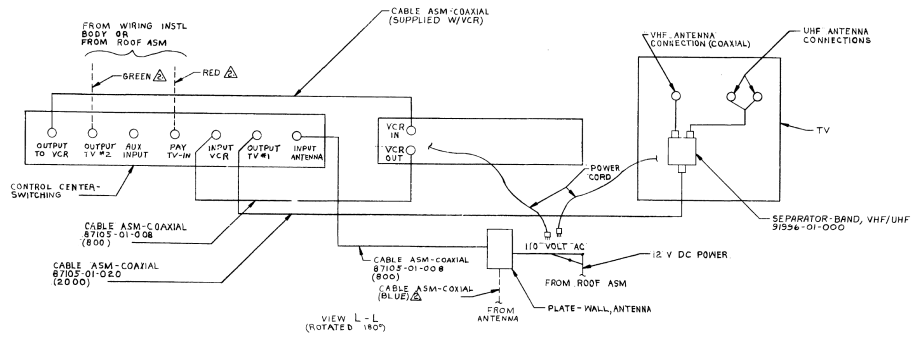 CABLE ASM-COAXIAL
(SUPPLIED W/VCR)
FROM WIRING INSTL
BODY OR
FROM ROOF ASM
GREEN 2
RED 2
VHF ANTENNA
CONNECTION (COAXIAL)
UHF ANTENNA
CONNECTIONS
OUTPUT
TO VCR
OUTPUT
TV #2
AUX
INPUT
PAY
TV-IN
INPUT
VCR
OUTPUT
TV #1
INPUT
ANTENNA
VCR
IN
VCR
OUT
TV
CONTROL CENTER-
SWITCHING
POWER
CORD
CABLE ASM-COAXIAL
87105-01-008
(800)
SEPARATOR-BAND, VHF/UHF
91996-01-000
CABLE ASM-COAXIAL
87105-01-020
(2000)
110 VOLT AC
CABLE ASM-COAXIAL
87105-01-008
(800)
12 V DC POWER
FROM ROOF ASM
CABLE ASM-COXIAL
(BLUE) 2
FROM
ANTENNA
PLATE-WALL, ANTENNA
VIEW L-L
(ROTATED 180°)